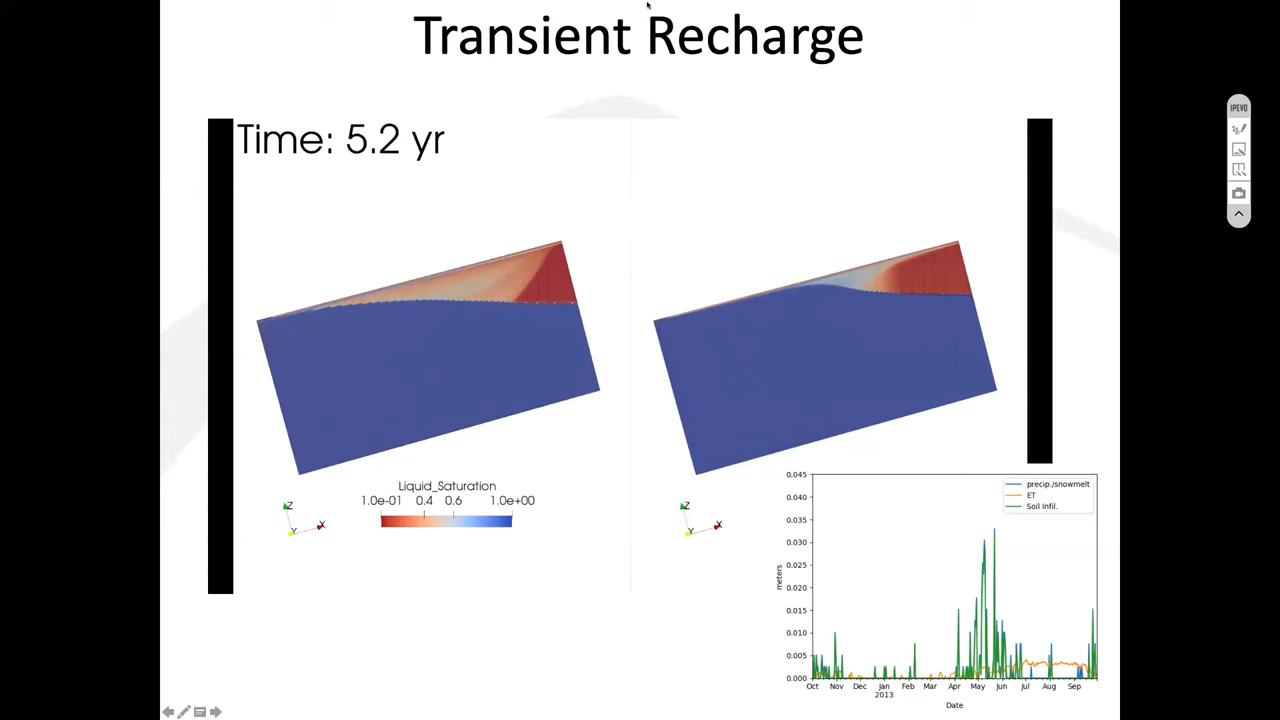 Transient Recharge
IPEVO
Time: 5.2 yr
Liquid_Saturation
1.0e-01 0.4 0.6 1.0e+00
Z
Y
X
Z
Y
X
precip./snowmelt
ET
Soil Infil.
0.045
0.040
0.035
0.030
0.025
0.020
0.015
0.010
0.005
0.000
meters
Oct Nov Dec Jan Feb Mar Apr May Jun Jul Aug Sep
2013
Date